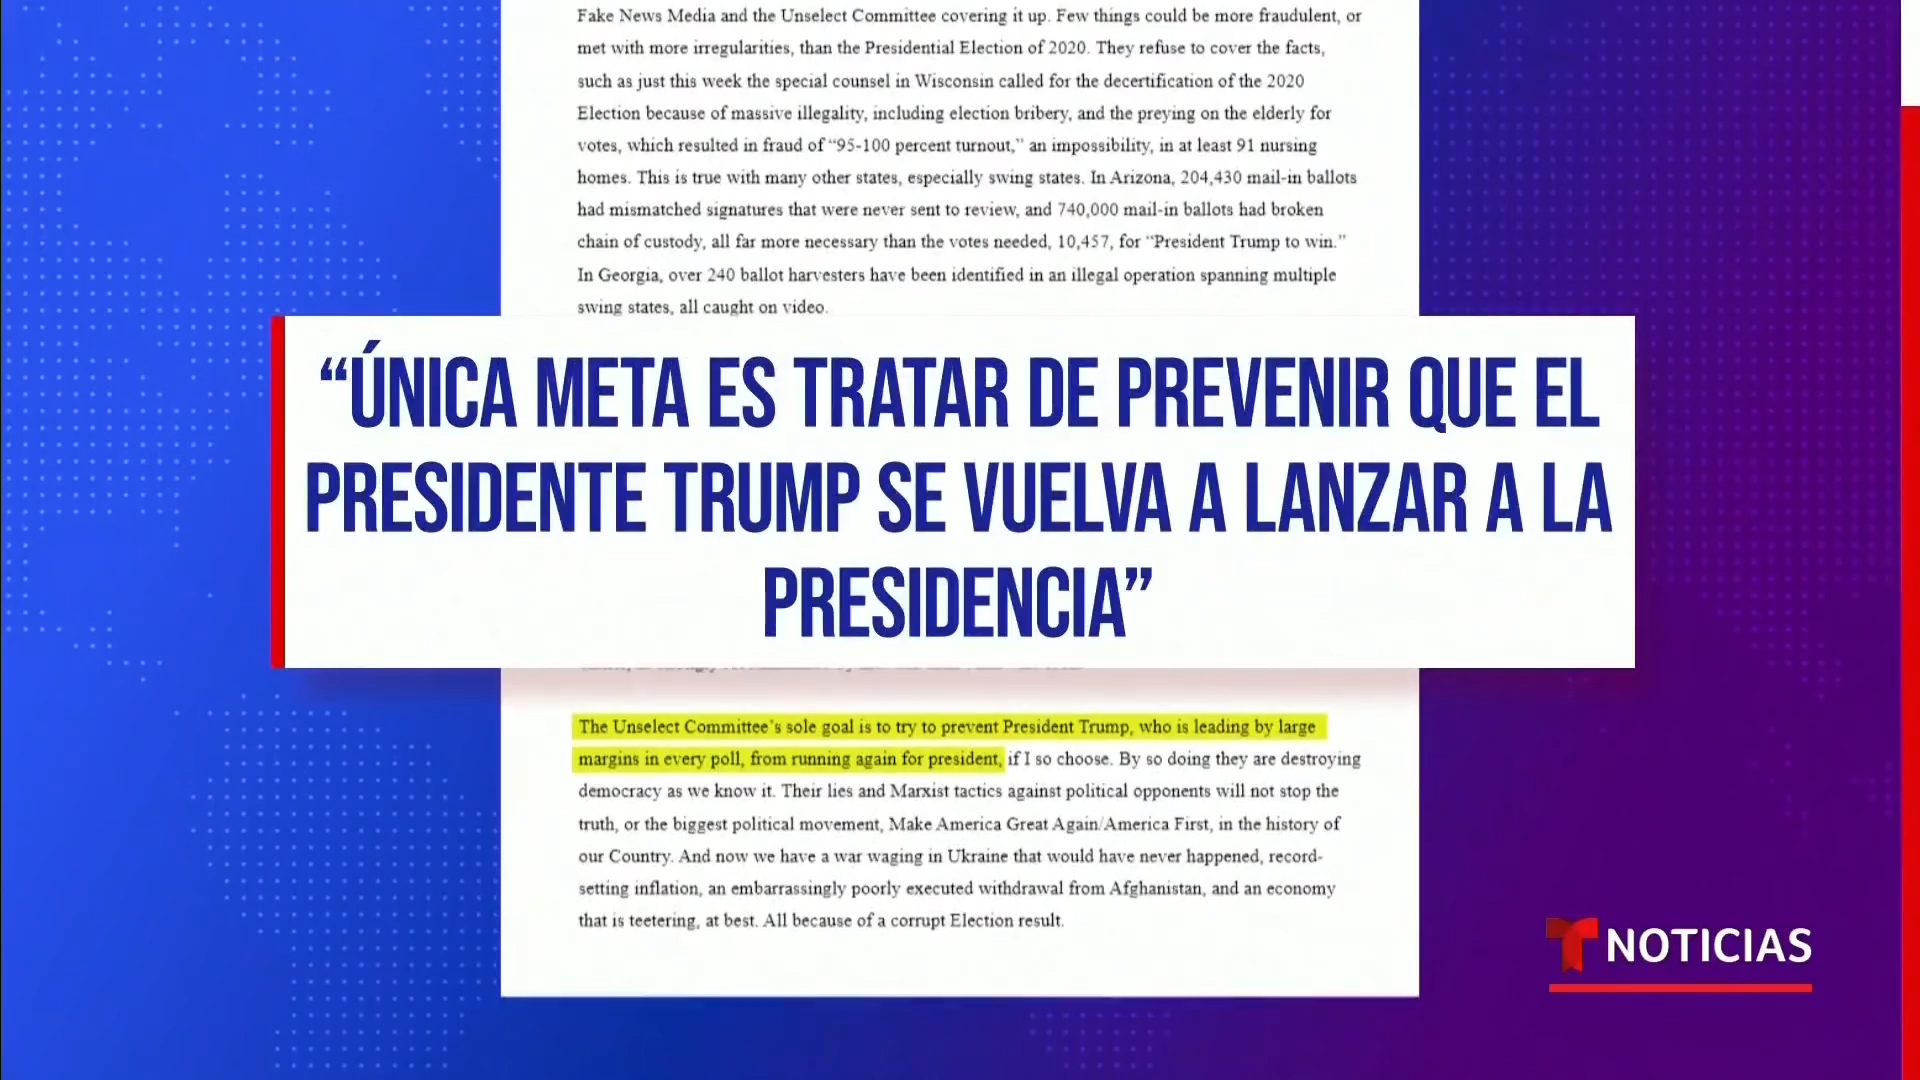 Fake News Media and the Unselect Committee covering it up. Few things could be more fraudulent, or
met with more irregularities, than the Presidential Election of 2020. They refuse to cover the facts,
such as just this week the special counsel in Wisconsin called for the decertification of the 2020
Election because of massive illegality, including election bribery, and the preying on the elderly for
votes, which resulted in fraud of “95-100 percent turnout,” an impossibility, in at least 91 nursing
homes. This is true with many other states, especially swing states. In Arizona, 204,430 mail-in ballots
had mismatched signatures that were never sent to review, and 740,000 mail-in ballots had broken
chain of custody, all far more necessary than the votes needed, 10,457, for “President Trump to win.”
In Georgia, over 240 ballot harvesters have been identified in an illegal operation spanning multiple
swing states, all caught on video.
“ÚNICA META ES TRATAR DE PREVENIR QUE EL
PRESIDENTE TRUMP SE VUELVA A LANZAR A LA
PRESIDENCIA”
The Unselect Committee’s sole goal is to try to prevent President Trump, who is leading by large
margins in every poll, from running again for president, if I so choose. By so doing they are destroying
democracy as we know it. Their lies and Marxist tactics against political opponents will not stop the
truth, or the biggest political movement, Make America Great Again/America First, in the history of
our Country. And now we have a war waging in Ukraine that would have never happened, record-
setting inflation, an embarrassingly poorly executed withdrawal from Afghanistan, and an economy
that is teetering, at best. All because of a corrupt Election result.
NOTICIAS